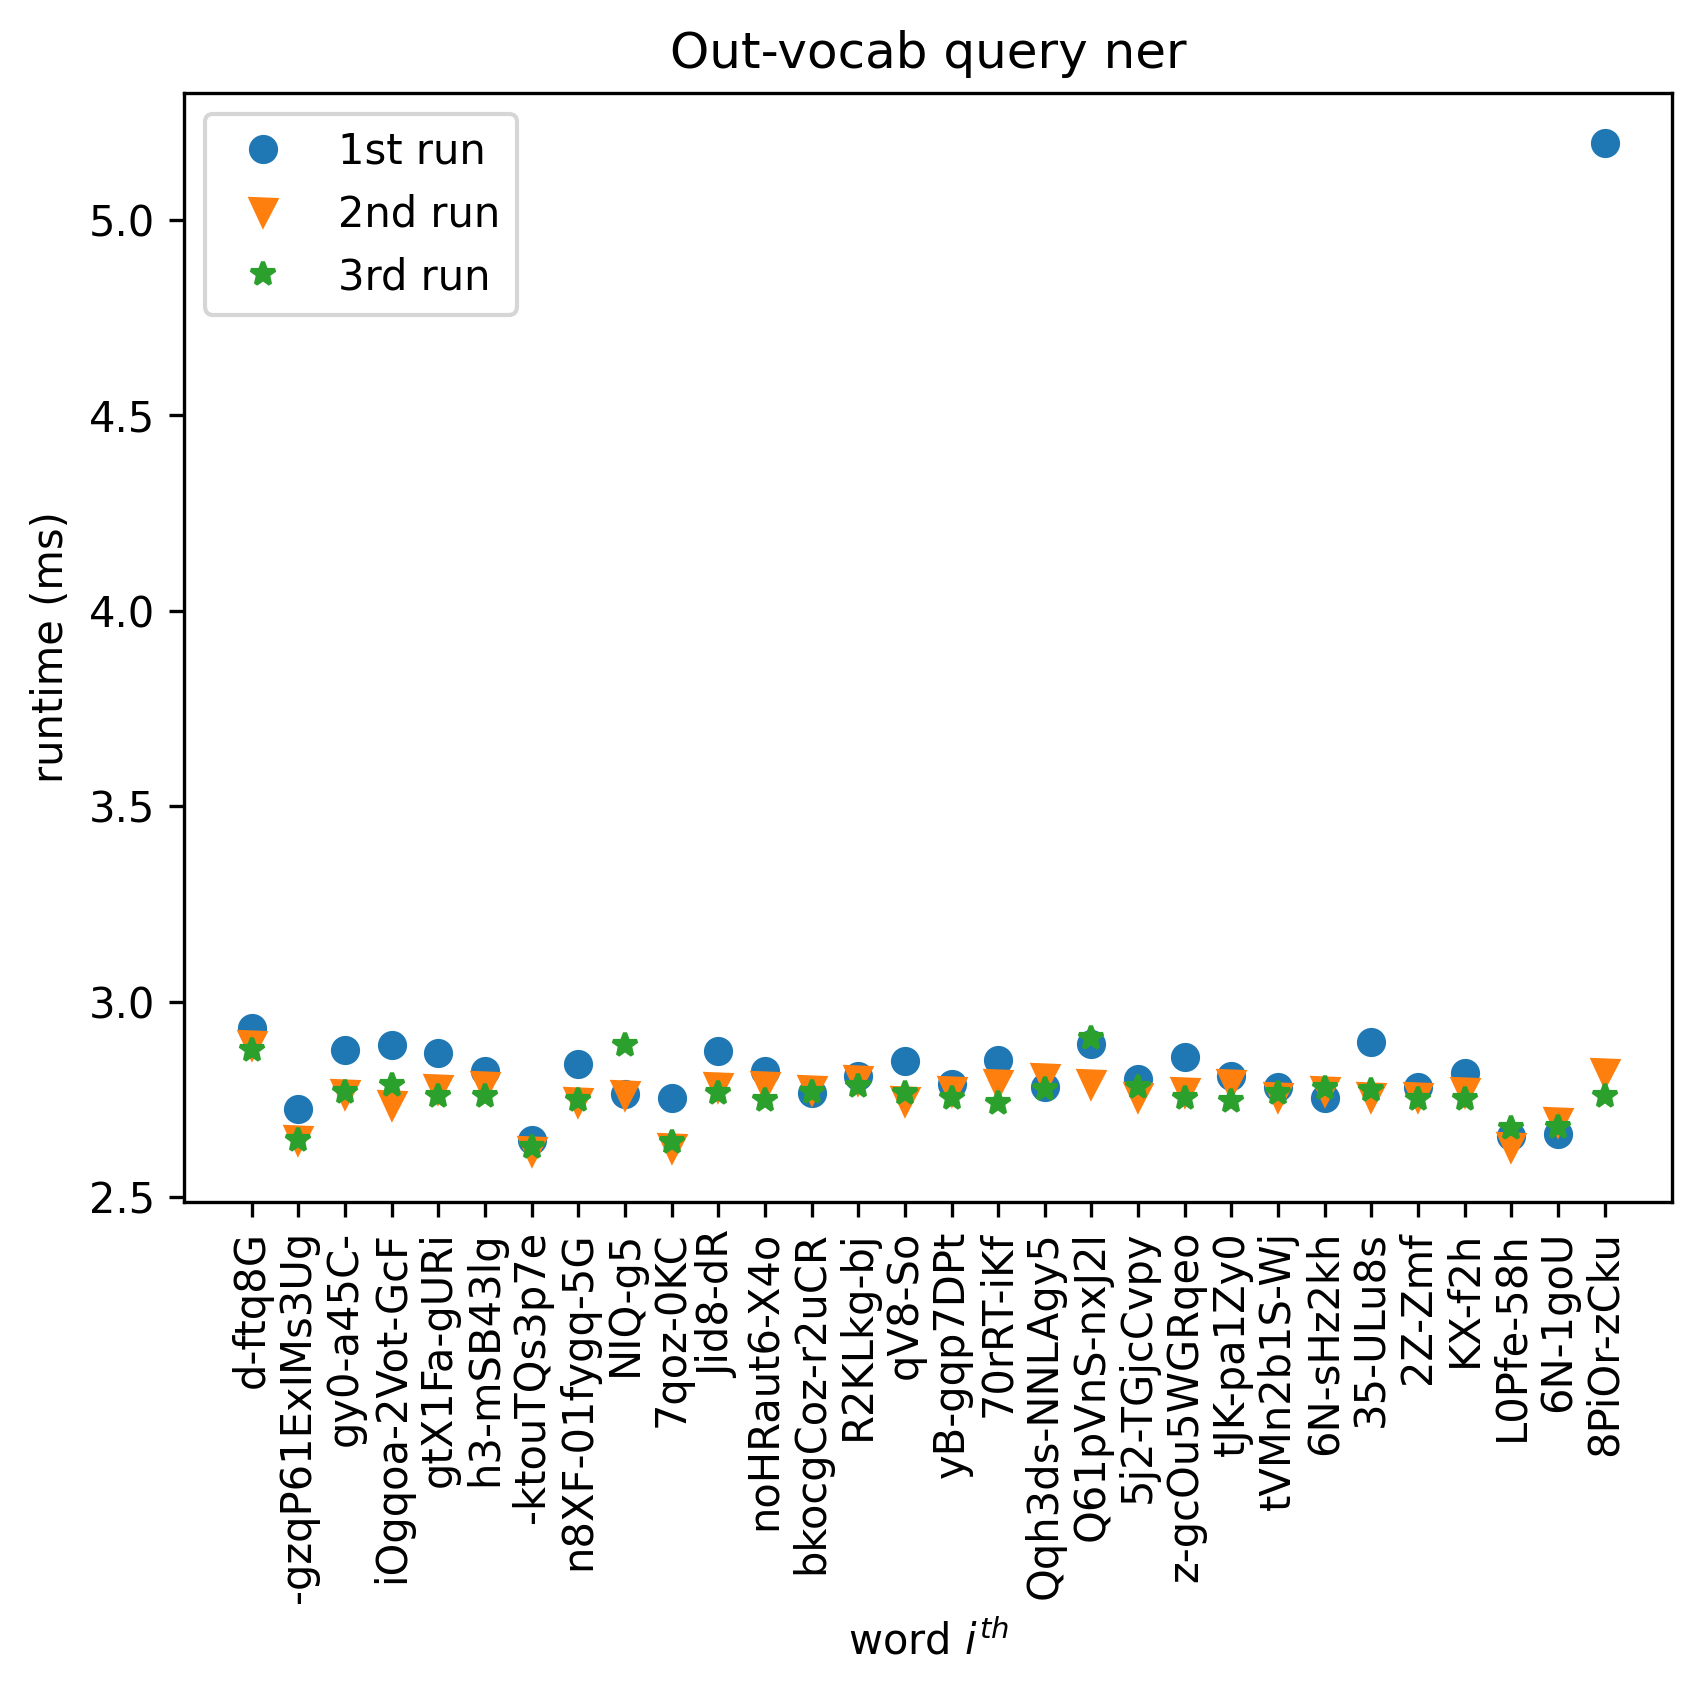 Out-vocab query ner
1st run
2nd run
3rd run
runtime (ms)
5.0
4.5
4.0
3.5
3.0
2.5
d-ftq8G
-gzqP61ExlMs3Ug
gy0-a45C-
iOgqoa-2Vot-GcF
gtX1Fa-gURi
h3-mSB43lg
-ktouTQs3p7e
n8XF-01fygq-5G
NlQ-g5
7qoz-0KC
Jid8-dR
noHRaut6-X4o
bkocgCoz-r2uCR
R2KLkg-bj
qV8-So
yB-gqp7DPt
70rRT-iKf
Qqh3ds-NNLAgy5
Q61pVnS-nxJ2I
5j2-TGjcCvpy
z-gcOu5WGRqeo
tJK-pa1Zy0
tVMn2b1S-Wj
6N-sHz2kh
35-ULu8s
2Z-Zmf
KX-f2h
L0Pfe-58h
6N-1goU
8PiOr-zCku
word i^th